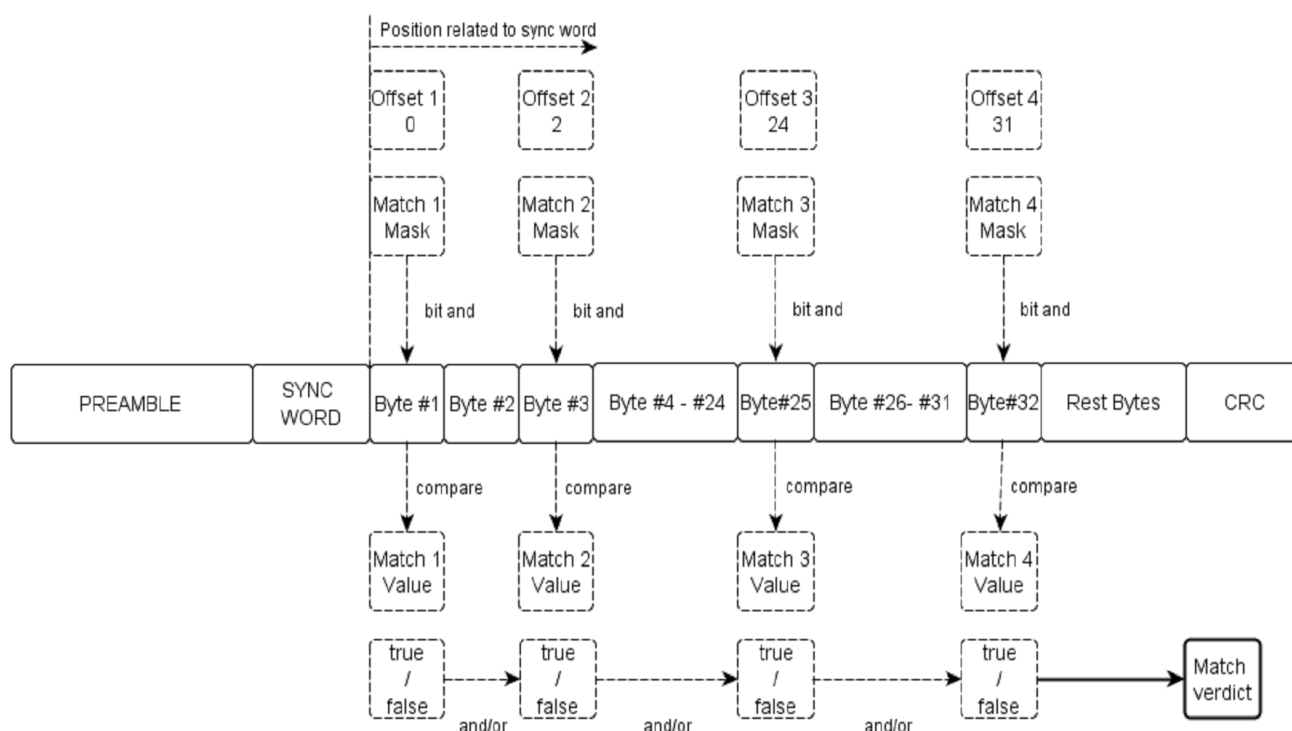 Position related to sync word
Offset 1
0
Offset 2
2
Offset 3
24
Offset 4
31
Match 1
Mask
Match 2
Mask
Match 3
Mask
Match 4
Mask
bit and
bit and
bit and
bit and
PREAMBLE
SYNC
WORD
Byte #1
Byte #2
Byte #3
Byte #4 - #24
Byte#25
Byte #26- #31
Byte#32
Rest Bytes
CRC
compare
compare
compare
compare
Match 1
Value
Match 2
Value
Match 3
Value
Match 4
Value
true
/
false
true
/
false
true
/
false
true
/
false
Match
verdict
and/or
and/or
and/or